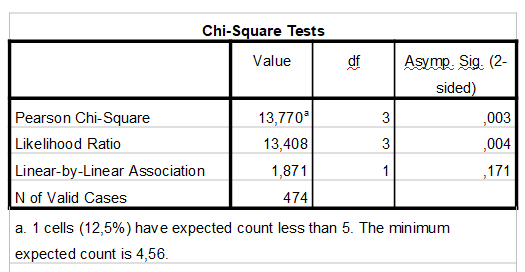 Chi-Square Tests
Value df Asymp. Sig. (2-
sided)
Pearson Chi-Square 13,770a 3 ,003
Likelihood Ratio 13,408 3 ,004
Linear-by-Linear Association 1,871 1 ,171
N of Valid Cases 474
a. 1 cells (12,5%) have expected count less than 5. The minimum
expected count is 4,56.